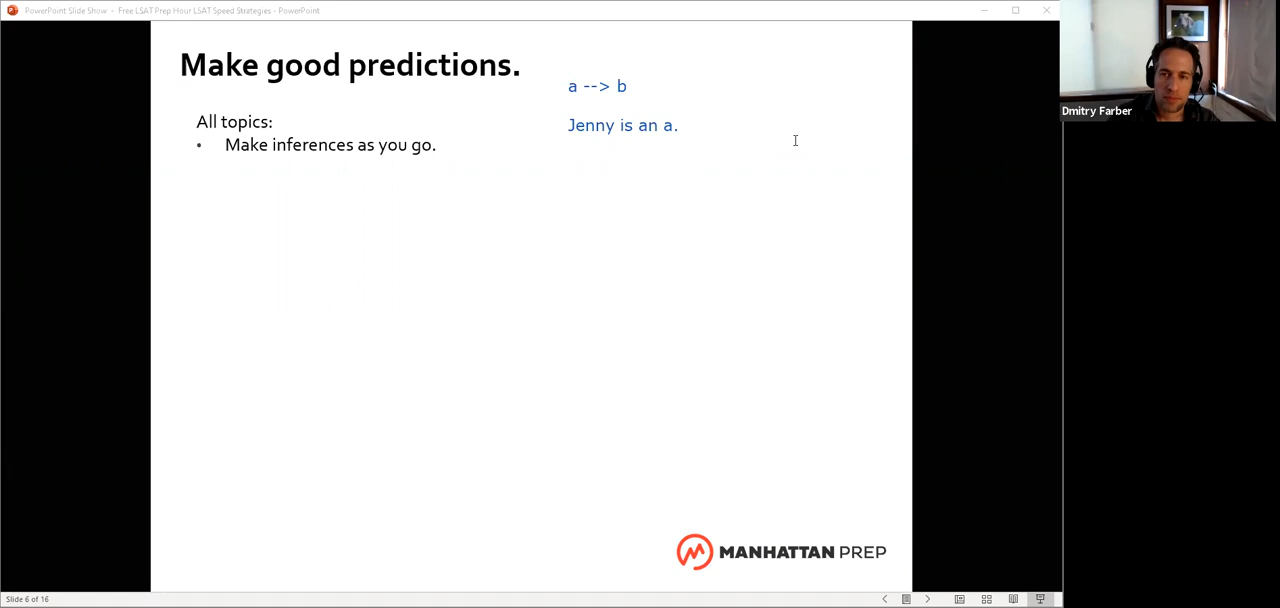 PowerPoint Slide Show - Free LSAT Prep Hour LSAT Speed Strategies - PowerPoint
Make good predictions.
a --> b
All topics:
Jenny is an a.
• Make inferences as you go.
Dmitry Farber
MANHATTAN PREP
Slide 6 of 16